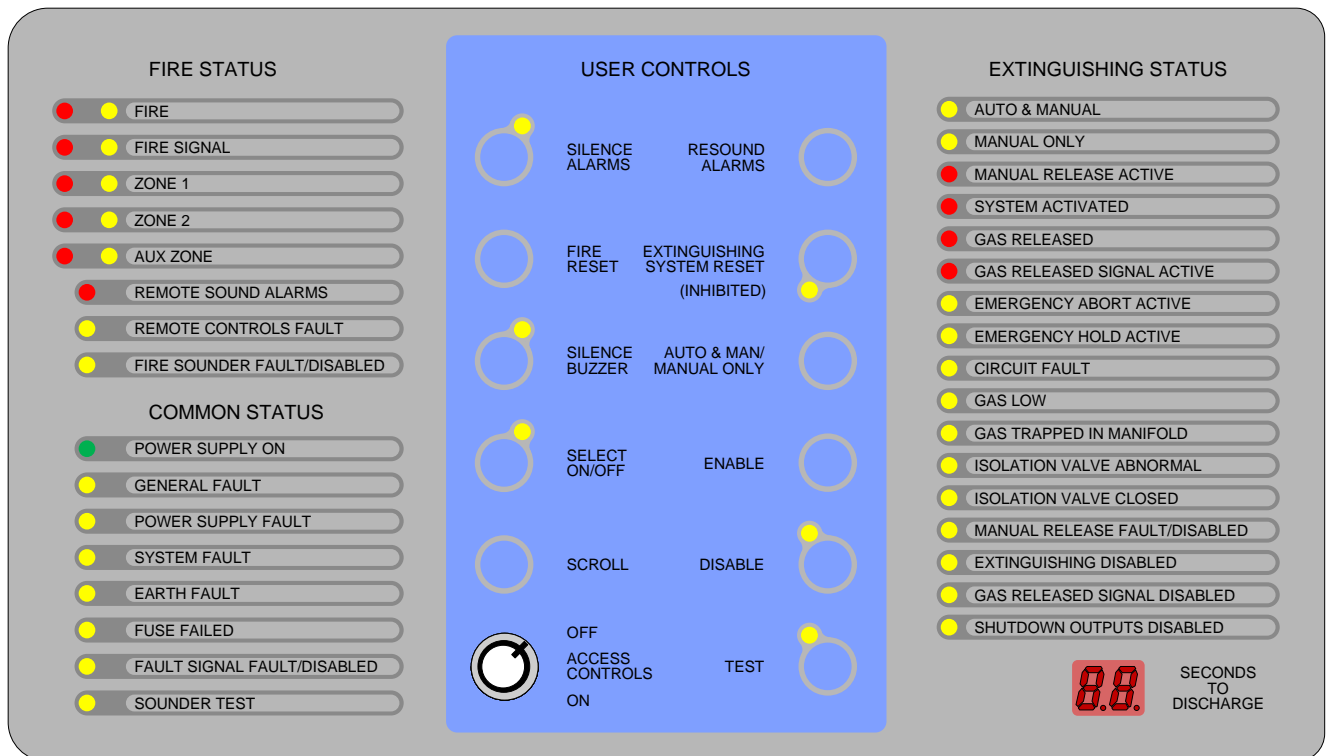 FIRE STATUS
FIRE
FIRE SIGNAL
ZONE 1
ZONE 2
AUX ZONE
REMOTE SOUND ALARMS
REMOTE CONTROLS FAULT
FIRE SOUNDER FAULT/DISABLED
COMMON STATUS
POWER SUPPLY ON
GENERAL FAULT
POWER SUPPLY FAULT
SYSTEM FAULT
EARTH FAULT
FUSE FAILED
FAULT SIGNAL FAULT/DISABLED
SOUNDER TEST
USER CONTROLS
SILENCE
ALARMS
RESOUND
ALARMS
FIRE
RESET
EXTINGUISHING
SYSTEM RESET
(INHIBITED)
SILENCE
BUZZER
AUTO & MAN/
MANUAL ONLY
SELECT
ON/OFF
ENABLE
SCROLL
DISABLE
OFF
ACCESS
CONTROLS
ON
TEST
EXTINGUISHING STATUS
AUTO & MANUAL
MANUAL ONLY
MANUAL RELEASE ACTIVE
SYSTEM ACTIVATED
GAS RELEASED
GAS RELEASED SIGNAL ACTIVE
EMERGENCY ABORT ACTIVE
EMERGENCY HOLD ACTIVE
CIRCUIT FAULT
GAS LOW
GAS TRAPPED IN MANIFOLD
ISOLATION VALVE ABNORMAL
ISOLATION VALVE CLOSED
MANUAL RELEASE FAULT/DISABLED
EXTINGUISHING DISABLED
GAS RELEASED SIGNAL DISABLED
SHUTDOWN OUTPUTS DISABLED
8.8.
SECONDS
TO
DISCHARGE